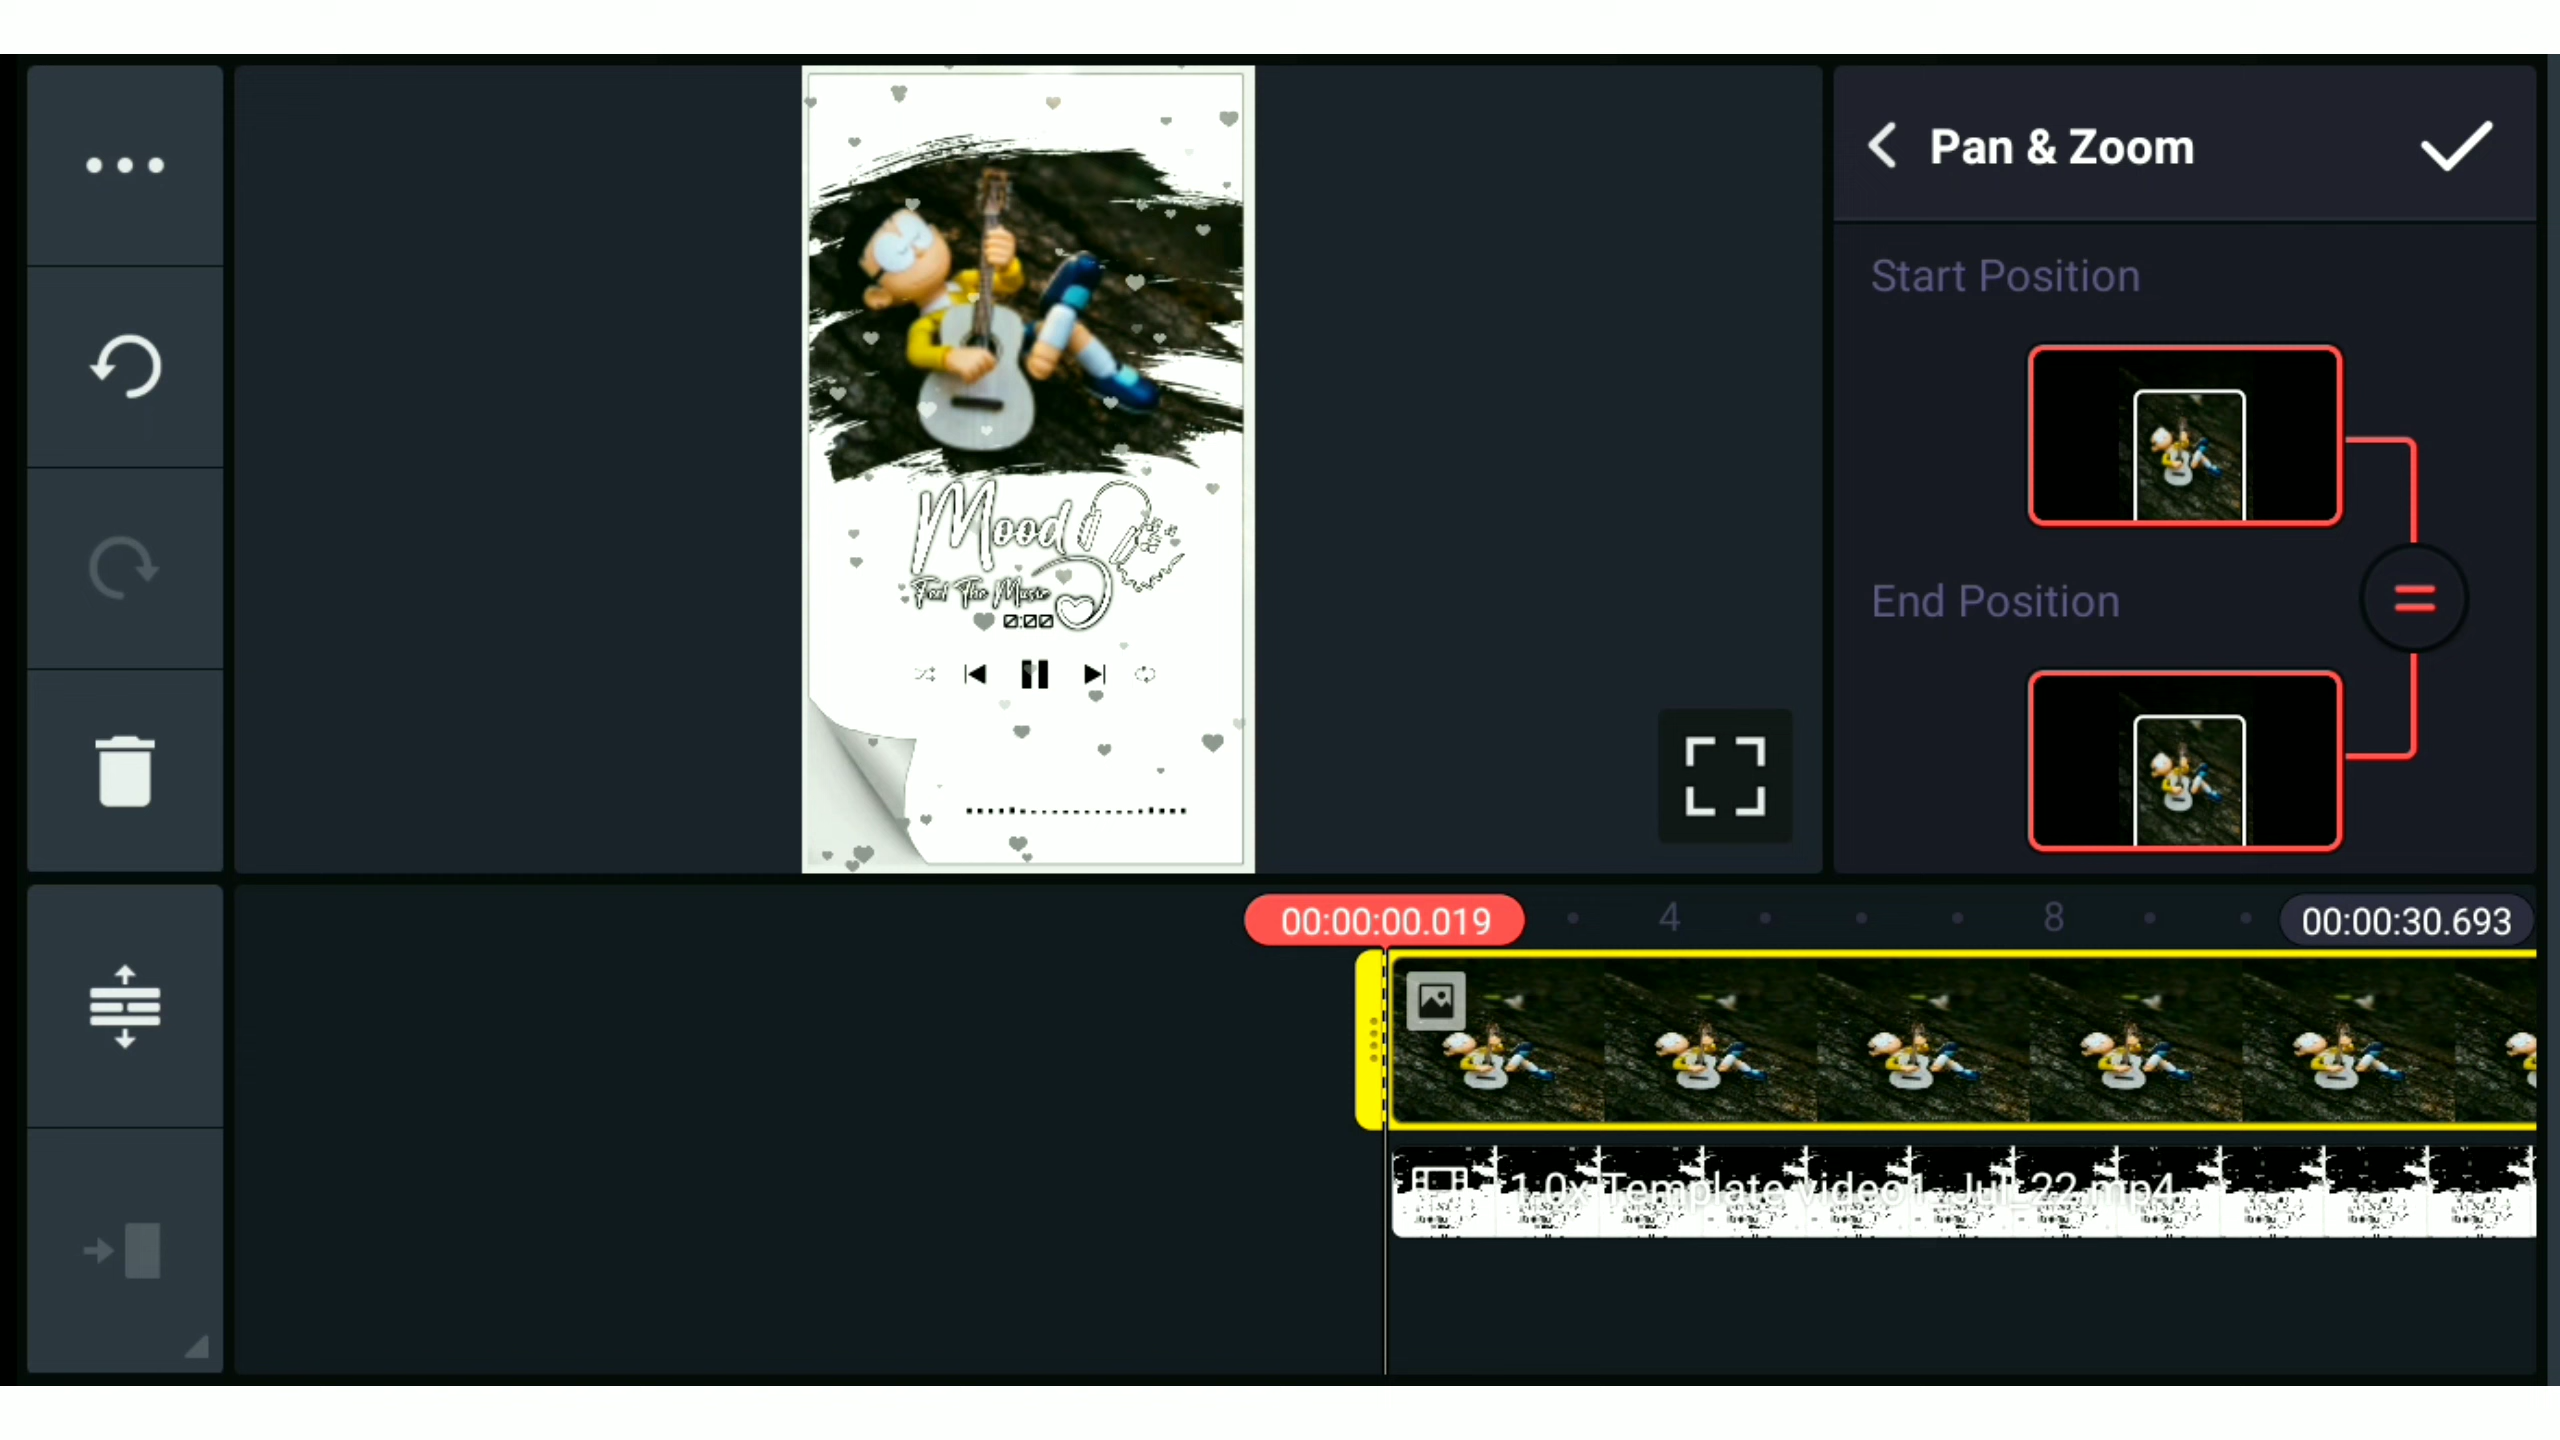 Pan & Zoom
Start Position
End Position
Mood
Feel The Music
0:00
00:00:00.019
4
8
00:00:30.693
1.0x Template video1_Jul_22.mp4